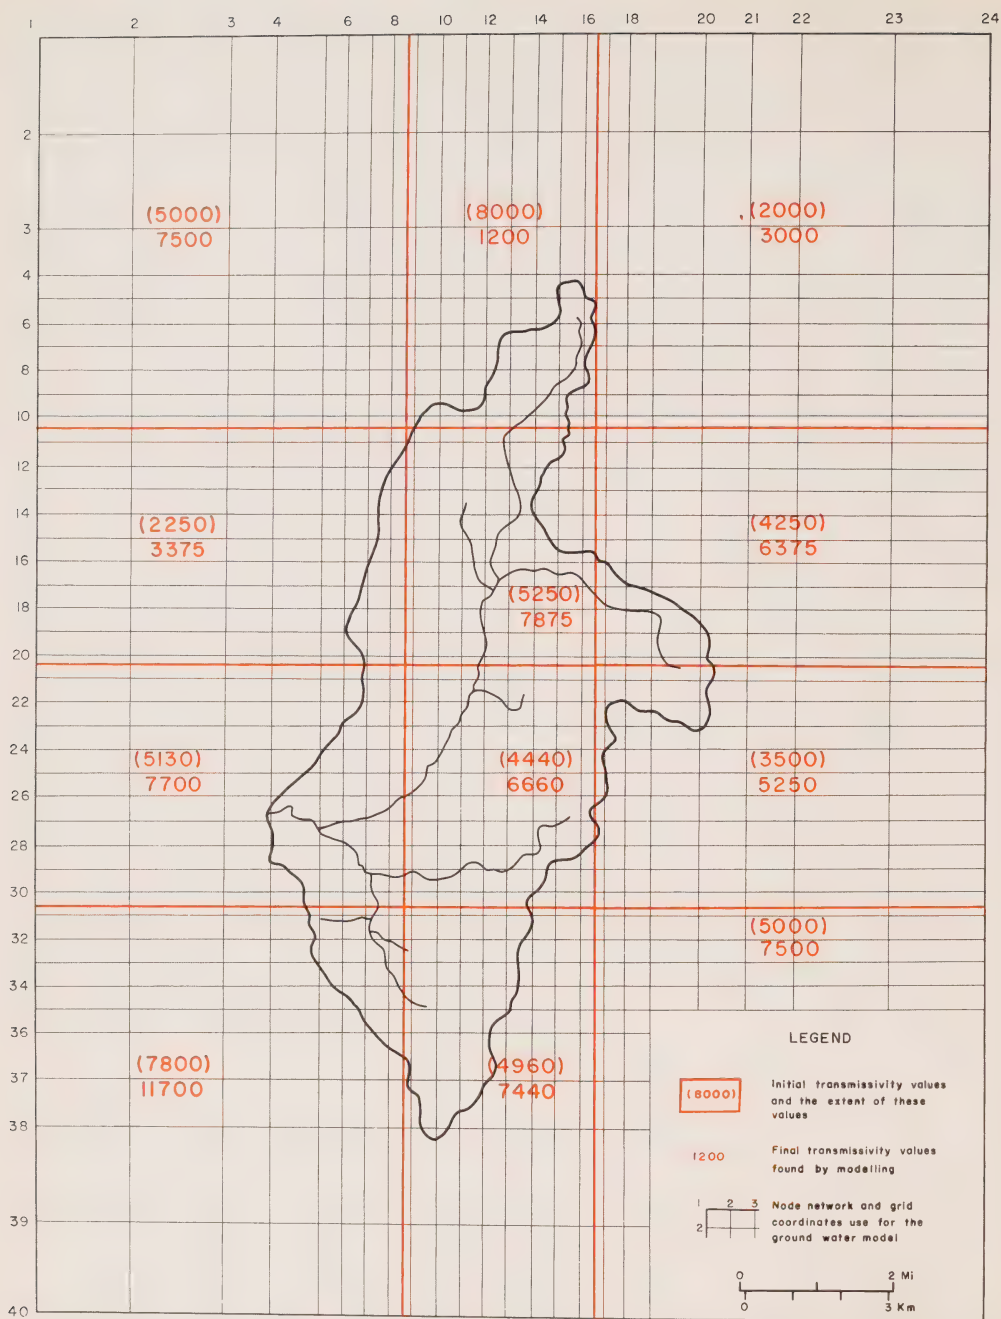 1 2 3 4 6 8 10 12 14 16 18 20 21 22 23 24
2
(5000) (8000) (2000)
3
7500 1200 3000
4
6
8
10
12
14
(2250) (4250)
3375 6375
16
(5250)
18
7875
20
22
24
(5130) (4440) (3500)
7700 6660 5250
26
28
30
(5000)
32
7500
34
36
LEGEND
(7800) (4960)
37
11700 7440
(8000)
Initial transmissivity values
and the extent of these
values
38
1200
Final transmissivity values
found by modelling
1 2 3
2
Node network and grid
coordinates use for the
ground water model
39
0 2 Mi
0 3 Km
40